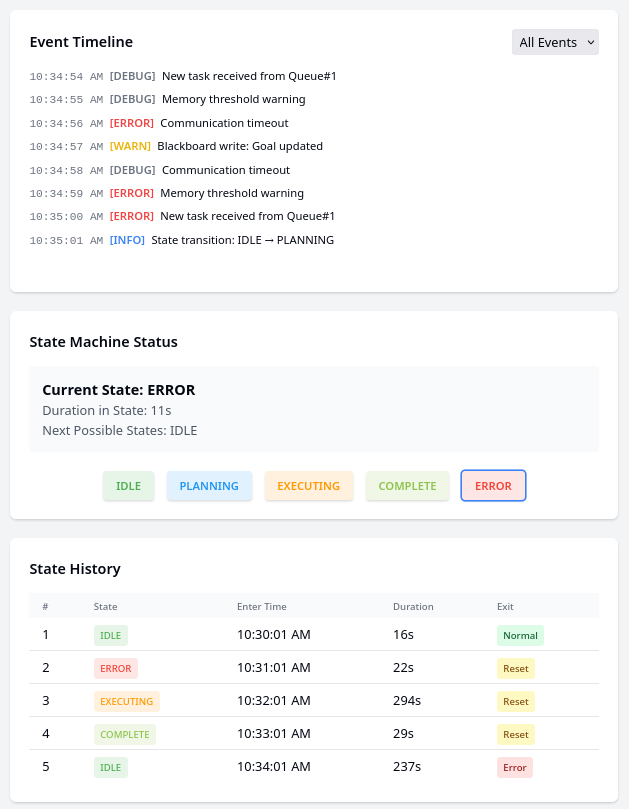 Event Timeline
All Events
10:34:54 AM [DEBUG] New task received from Queue#1
10:34:55 AM [DEBUG] Memory threshold warning
10:34:56 AM [ERROR] Communication timeout
10:34:57 AM [WARN] Blackboard write: Goal updated
10:34:58 AM [DEBUG] Communication timeout
10:34:59 AM [ERROR] Memory threshold warning
10:35:00 AM [ERROR] New task received from Queue#1
10:35:01 AM [INFO] State transition: IDLE → PLANNING
State Machine Status
Current State: ERROR
Duration in State: 11s
Next Possible States: IDLE
IDLE PLANNING EXECUTING COMPLETE ERROR
State History
# State Enter Time Duration Exit
1 IDLE 10:30:01 AM 16s Normal
2 ERROR 10:31:01 AM 22s Reset
3 EXECUTING 10:32:01 AM 294s Reset
4 COMPLETE 10:33:01 AM 29s Reset
5 IDLE 10:34:01 AM 237s Error